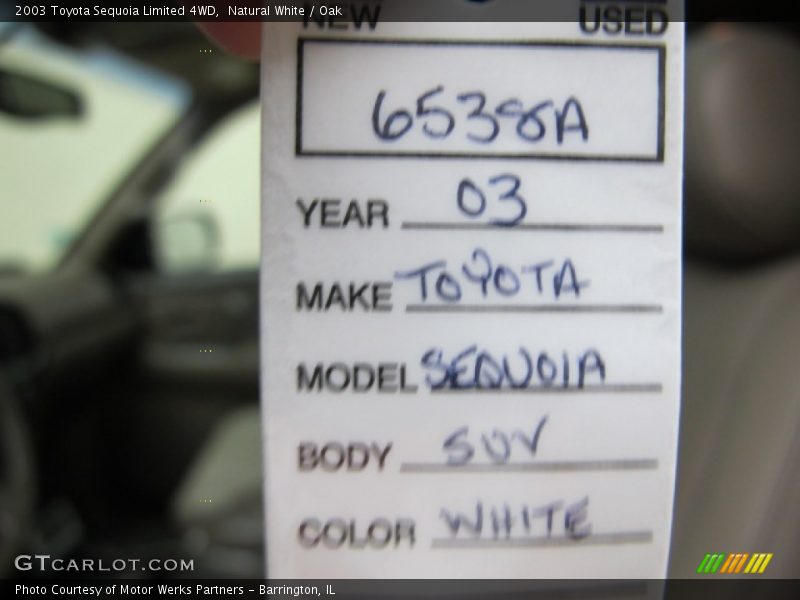 2003 Toyota Sequoia Limited 4WD,  Natural White / Oak
NEW USED
6538A
YEAR 03
MAKE TOYOTA
MODEL SEQUOIA
BODY SUV
COLOR WHITE
GTCARLOT.COM
Photo Courtesy of Motor Werks Partners – Barrington, IL